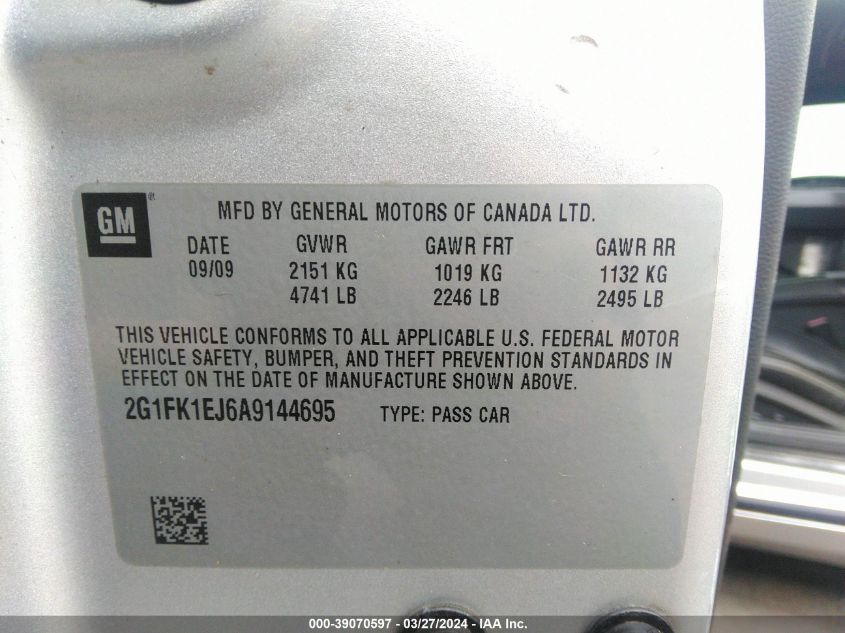 GM ®
MFD BY GENERAL MOTORS OF CANADA LTD.
DATE GVWR GAWR FRT GAWR RR
09/09 2151 KG 1019 KG 1132 KG
4741 LB 2246 LB 2495 LB
THIS VEHICLE CONFORMS TO ALL APPLICABLE U.S. FEDERAL MOTOR
VEHICLE SAFETY, BUMPER, AND THEFT PREVENTION STANDARDS IN
EFFECT ON THE DATE OF MANUFACTURE SHOWN ABOVE.
2G1FK1EJ6A9144695 TYPE: PASS CAR
000-39070597 - 03/27/2024 - IAA Inc.